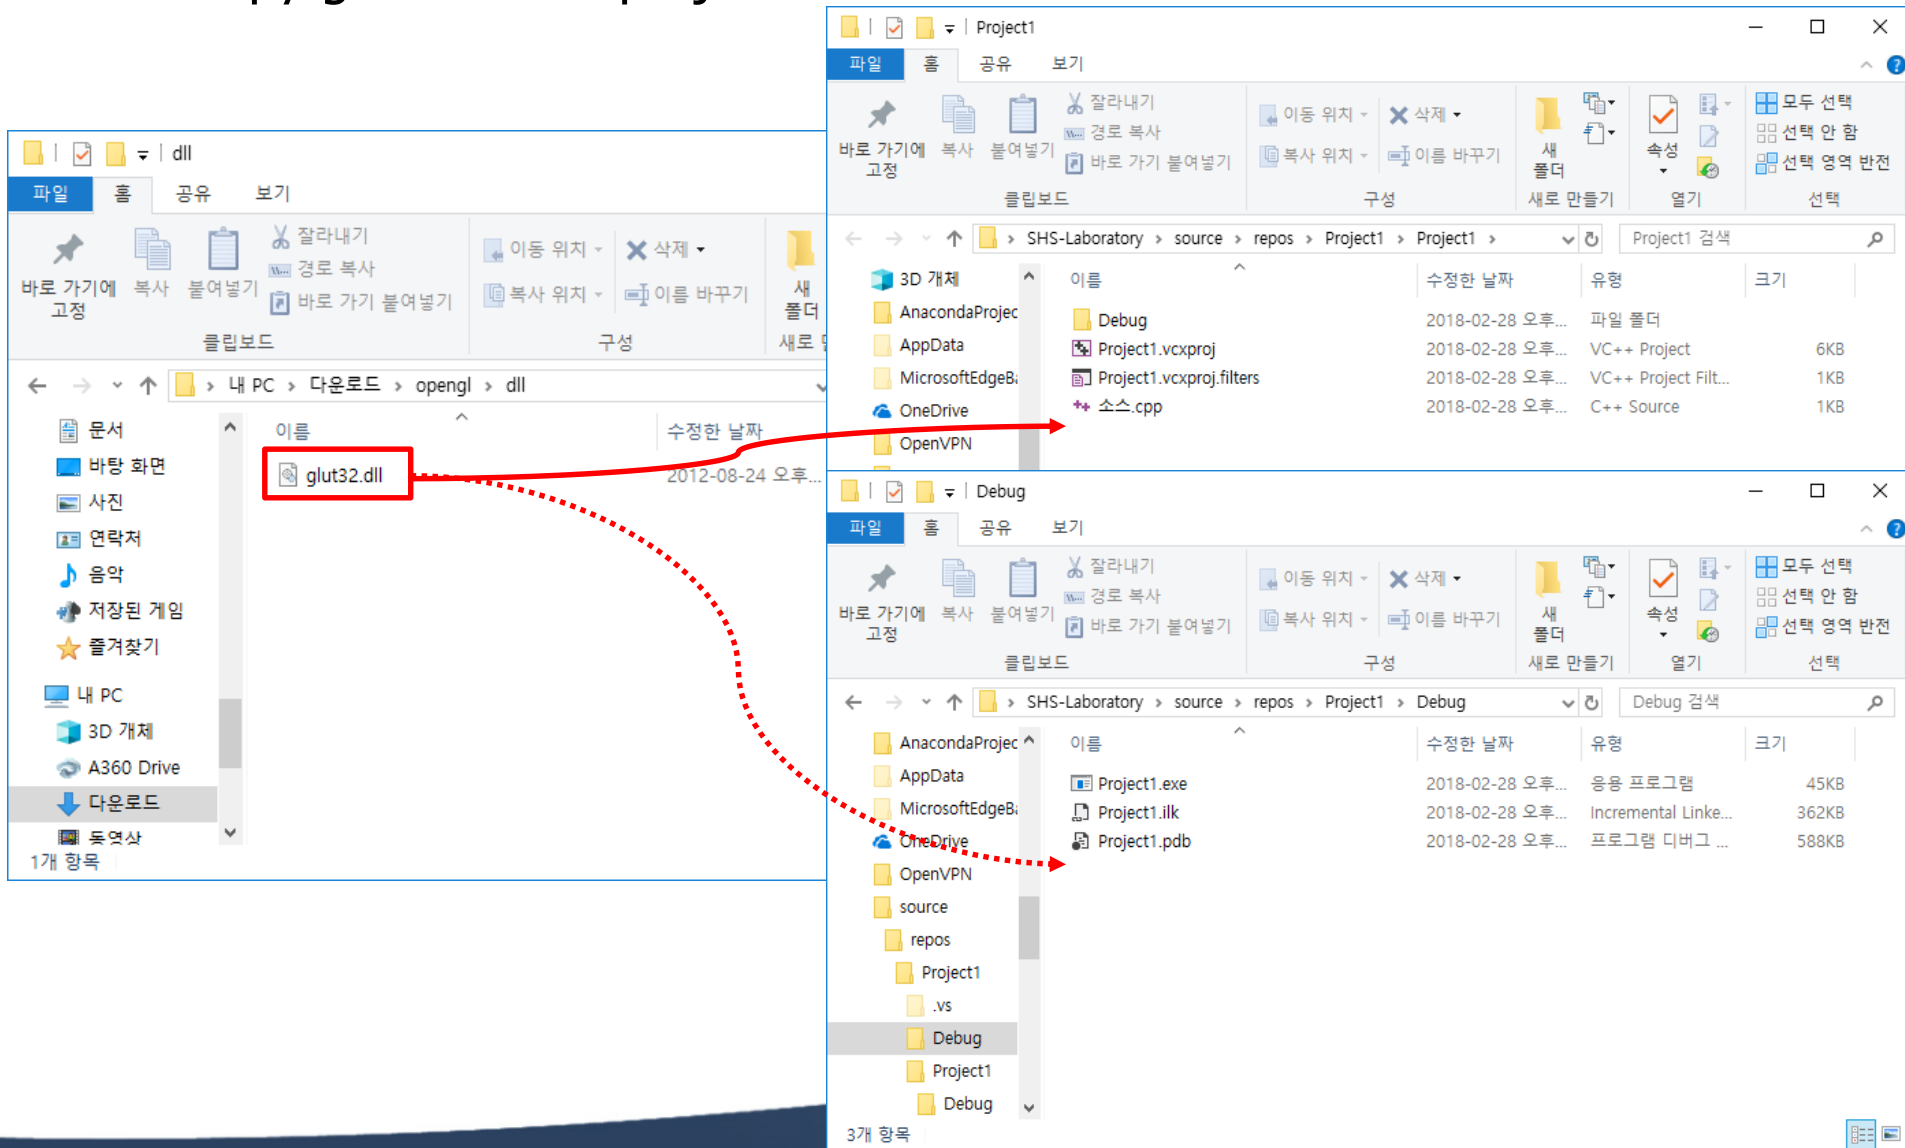 dll
파일 홈 공유 보기
바로 가기에 고정
복사
붙여넣기
잘라내기
경로 복사
바로 가기 붙여넣기
이동 위치
복사 위치
삭제
이름 바꾸기
새 폴더
클립보드
구성
새로
내 PC > 다운로드 > opengl > dll
문서
바탕 화면
사진
연락처
음악
저장된 게임
즐겨찾기
내 PC
3D 개체
A360 Drive
다운로드
동영상
이름 수정한 날짜
glut32.dll 2012-08-24 오후...
1개 항목
Project1
파일 홈 공유 보기
바로 가기에 고정
복사
붙여넣기
잘라내기
경로 복사
바로 가기 붙여넣기
이동 위치
복사 위치
삭제
이름 바꾸기
새 폴더
속성
모두 선택
선택 안 함
선택 영역 반전
클립보드
구성
새로 만들기
열기
선택
SHS-Laboratory > source > repos > Project1 > Project1 >
Project1 검색
3D 개체
AnacondaProjec
AppData
MicrosoftEdgeBa
OneDrive
OpenVPN
이름 수정한 날짜 유형 크기
Debug 2018-02-28 오후... 파일 폴더
Project1.vcxproj 2018-02-28 오후... VC++ Project 6KB
Project1.vcxproj.filters 2018-02-28 오후... VC++ Project Filt... 1KB
소스.cpp 2018-02-28 오후... C++ Source 1KB
Debug
파일 홈 공유 보기
바로 가기에 고정
복사
붙여넣기
잘라내기
경로 복사
바로 가기 붙여넣기
이동 위치
복사 위치
삭제
이름 바꾸기
새 폴더
속성
모두 선택
선택 안 함
선택 영역 반전
클립보드
구성
새로 만들기
열기
선택
SHS-Laboratory > source > repos > Project1 > Debug
Debug 검색
AnacondaProjec
AppData
MicrosoftEdgeBa
OneDrive
OpenVPN
source
repos
Project1
.vs
Debug
Project1
Debug
이름 수정한 날짜 유형 크기
Project1.exe 2018-02-28 오후... 응용 프로그램 45KB
Project1.ilk 2018-02-28 오후... Incremental Linke... 362KB
Project1.pdb 2018-02-28 오후... 프로그램 디버그 ... 588KB
3개 항목